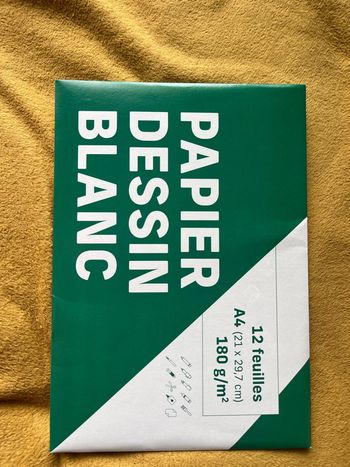 PAPIER
DESSIN
BLANC
12 feuilles
A4 (21 x 29,7 cm)
180 g/m²